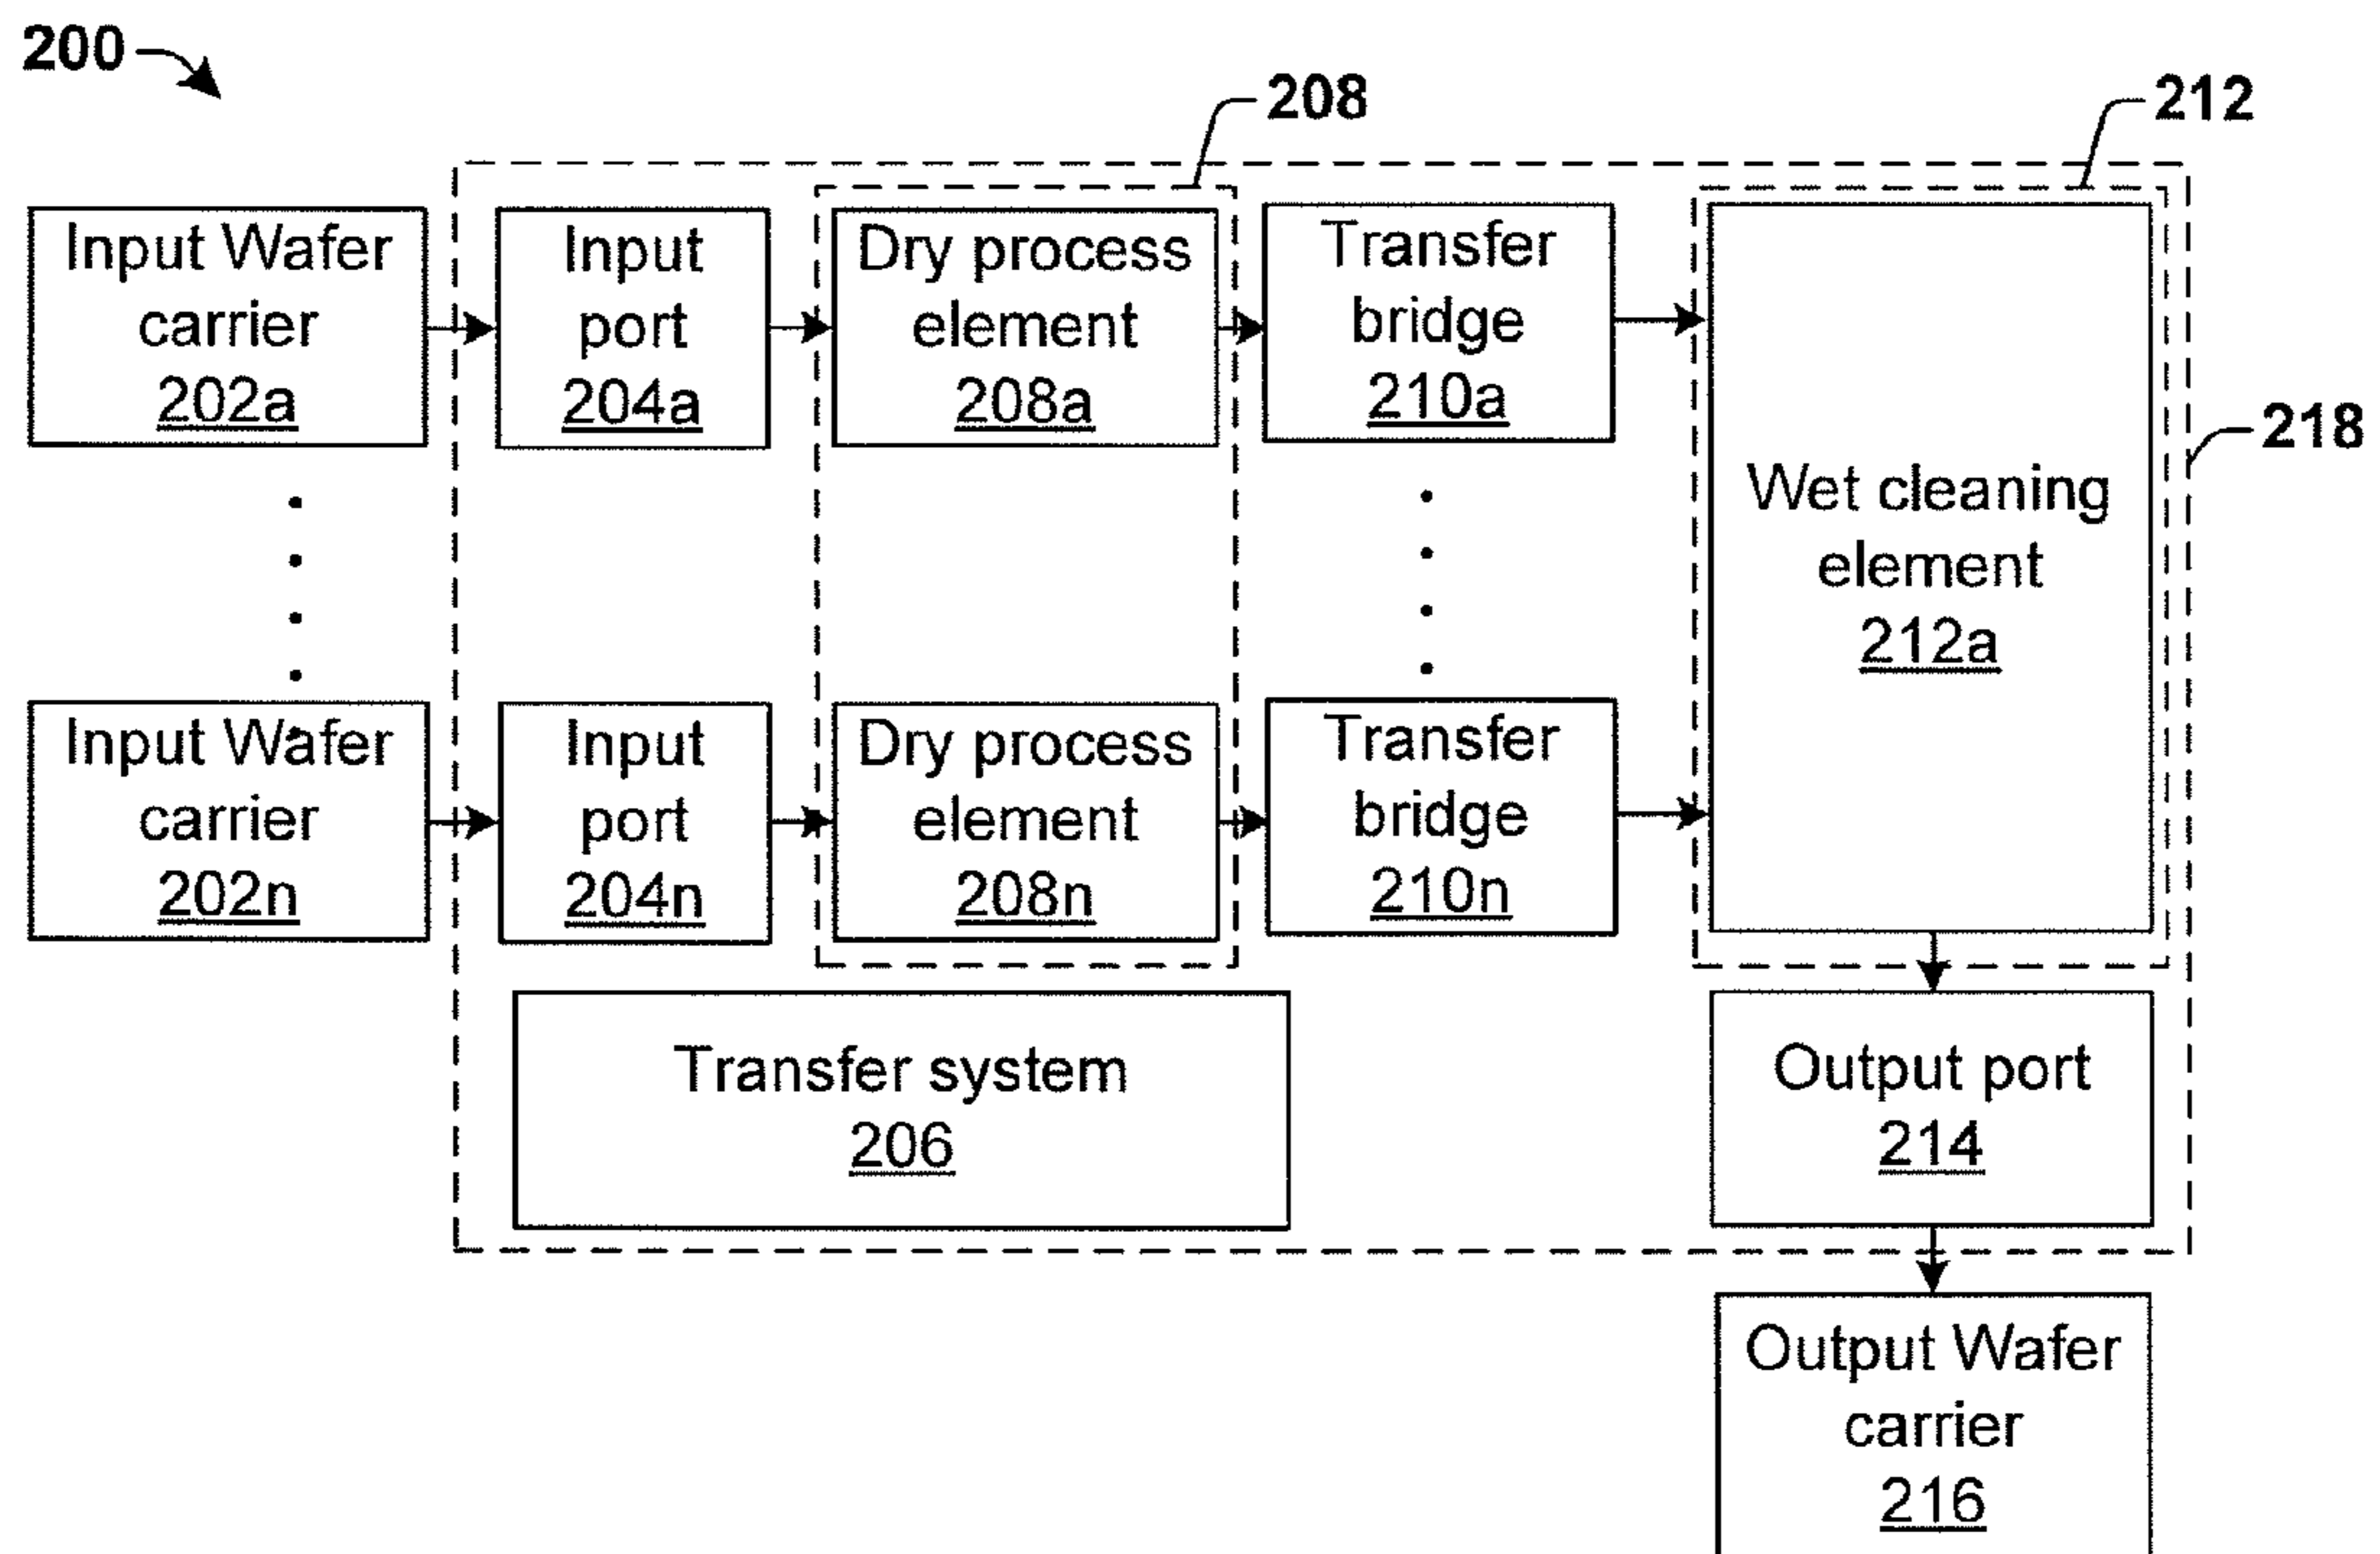 200
208
212
Input Wafer
carrier
202a
Input
port
204a
Dry process
element
208a
Transfer
bridge
210a
218
Wet cleaning
element
212a
Input Wafer
carrier
202n
Input
port
204n
Dry process
element
208n
Transfer
bridge
210n
Transfer system
206
Output port
214
Output Wafer
carrier
216